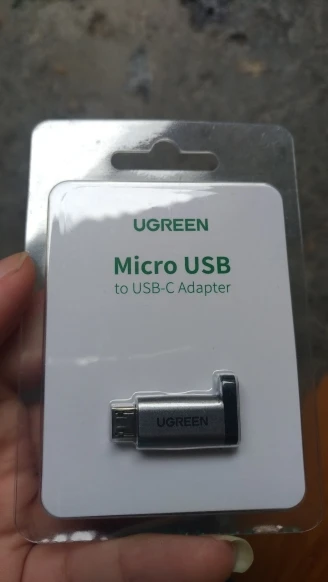 UGREEN
Micro USB
to USB-C Adapter
UGREEN